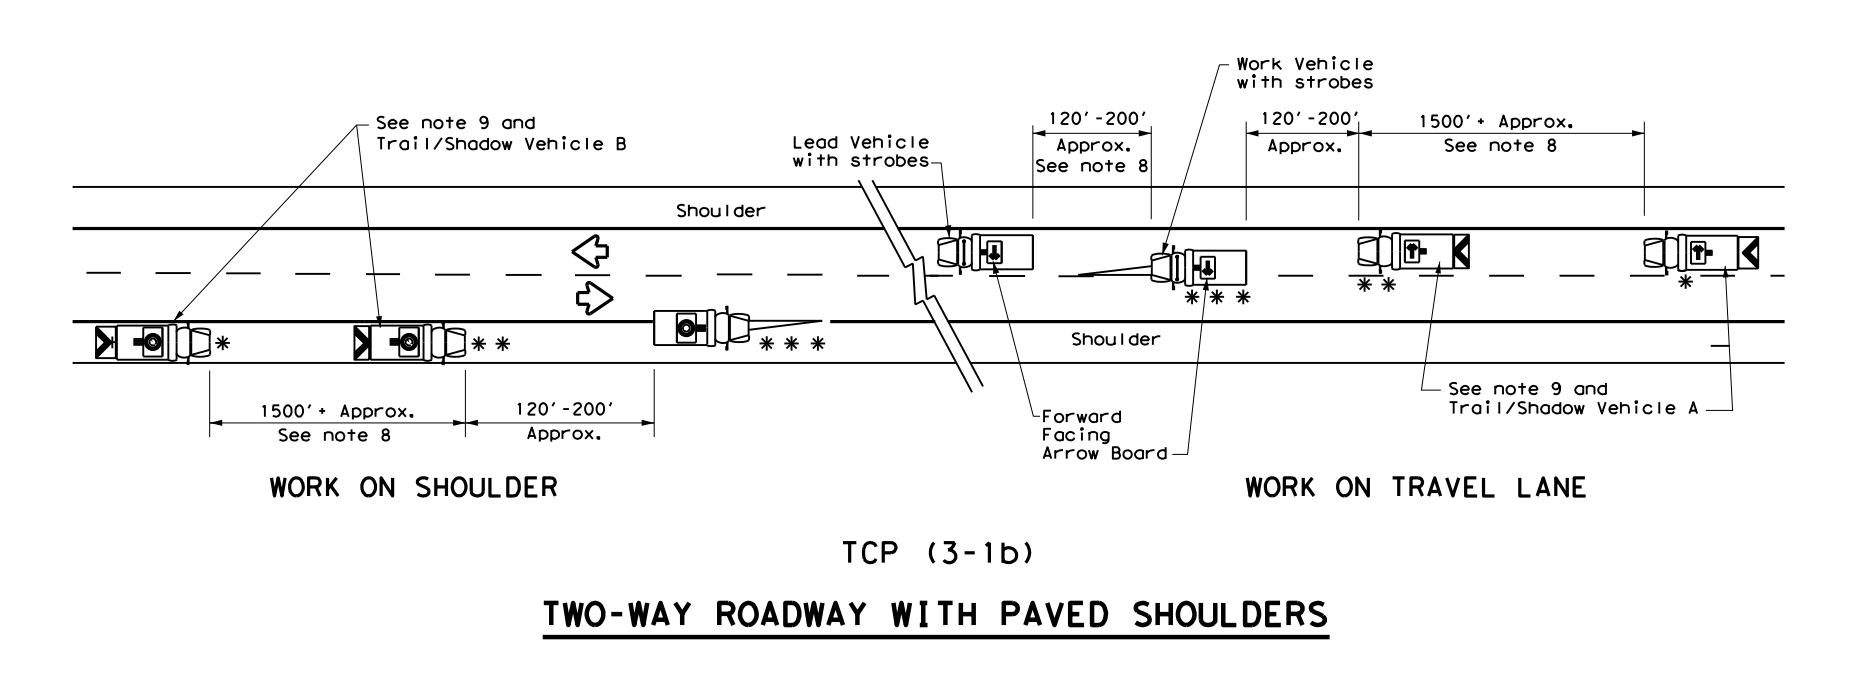 Work Vehicle
with strobes
See note 9 and
Trail/Shadow Vehicle B
Lead Vehicle
with strobes
120'-200'
Approx.
See note 8
120'-200'
Approx.
1500'+ Approx.
See note 8
Shoulder
* * *
* *
*
Shoulder
*
* *
* * *
1500'+ Approx.
See note 8
120'-200'
Approx.
Forward
Facing
Arrow Board
See note 9 and
Trail/Shadow Vehicle A
WORK ON SHOULDER
WORK ON TRAVEL LANE
TCP (3-1b)
TWO-WAY ROADWAY WITH PAVED SHOULDERS